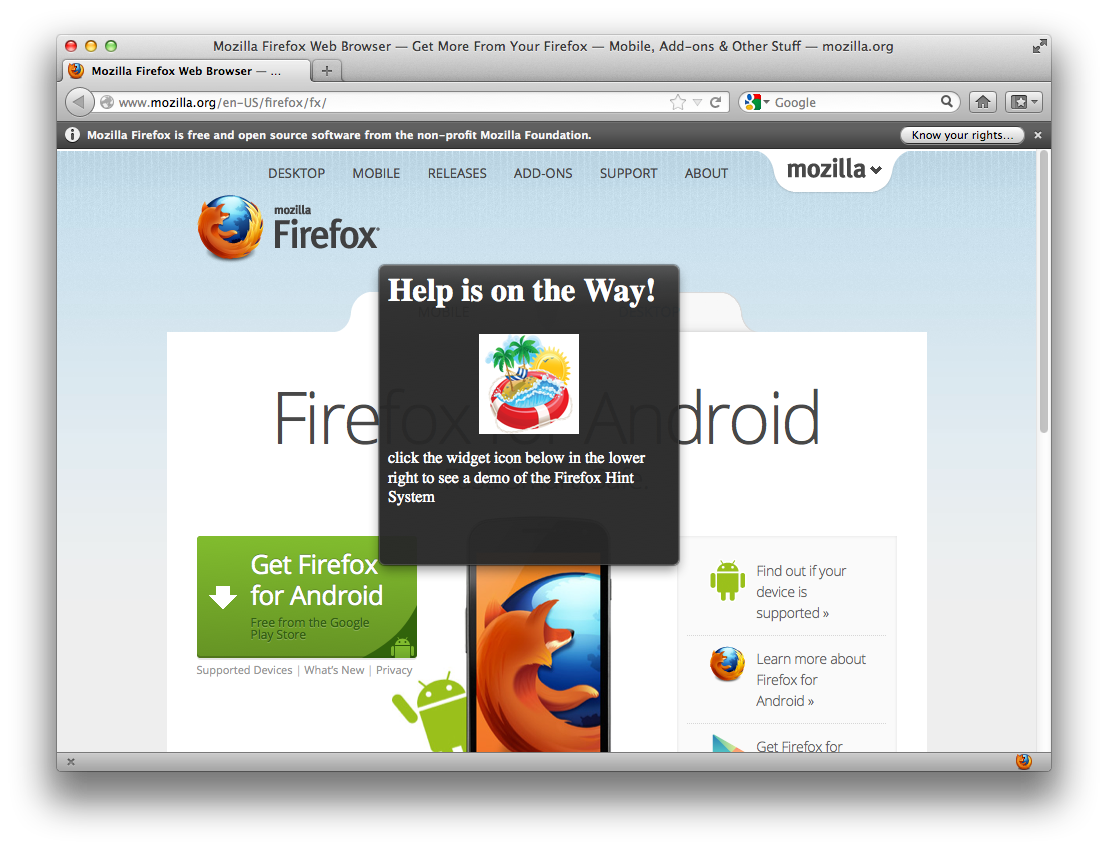 Mozilla Firefox Web Browser — Get More From Your Firefox — Mobile, Add-ons & Other Stuff — mozilla.org
Mozilla Firefox Web Browser — ...
www.mozilla.org/en-US/firefox/fx/
Google
Mozilla Firefox is free and open source software from the non-profit Mozilla Foundation.
Know your rights...
DESKTOP MOBILE RELEASES ADD-ONS SUPPORT ABOUT
mozilla
mozilla
Firefox
Help is on the Way!
MOBILE
click the widget icon below in the lower
right to see a demo of the Firefox Hint
System
Firefox for Android
Get Firefox
for Android
Free from the Google
Play Store
Supported Devices | What's New | Privacy
Find out if your
device is
supported »
Learn more about
Firefox for
Android »
Get Firefox for